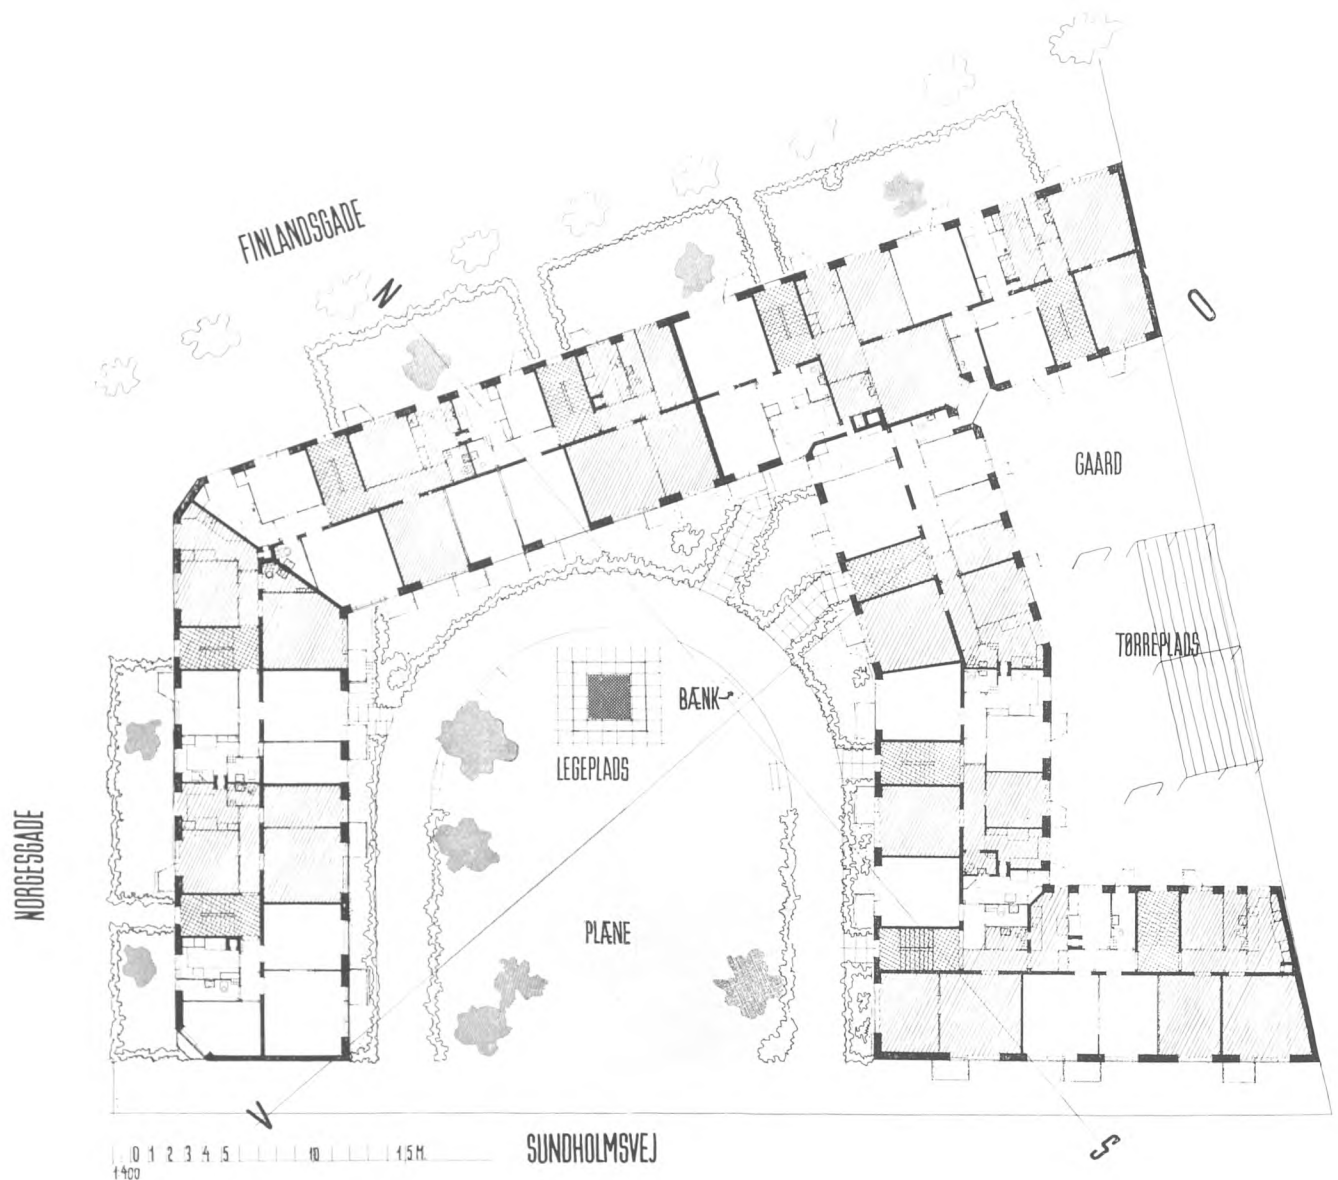 FINLANDSGADE
N
O
GAARD
TØRREPLADS
BÆNK
LEGEPLADS
NORGESGADE
PLÆNE
V
S
0 1 2 3 4 5 10 15 M.
1:400
SUNDHOLMSVEJ